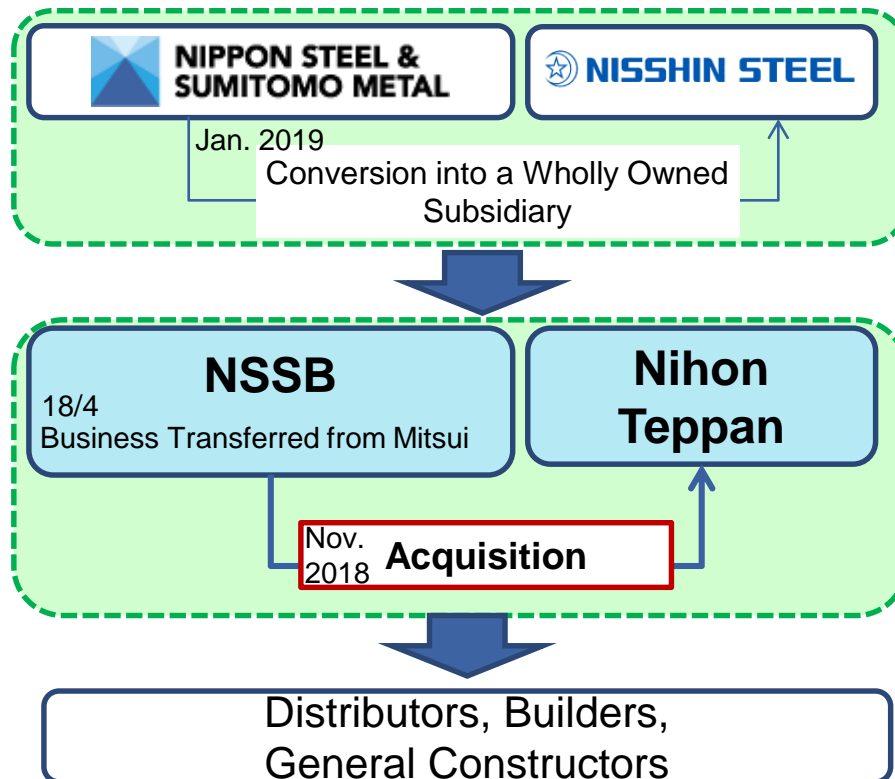 NIPPON STEEL &
SUMITOMO METAL
NISSHIN STEEL
Jan. 2019
Conversion into a Wholly Owned
Subsidiary
NSSB
18/4
Business Transferred from Mitsui
Nihon
Teppan
Nov.
2018
Acquisition
Distributors, Builders,
General Constructors